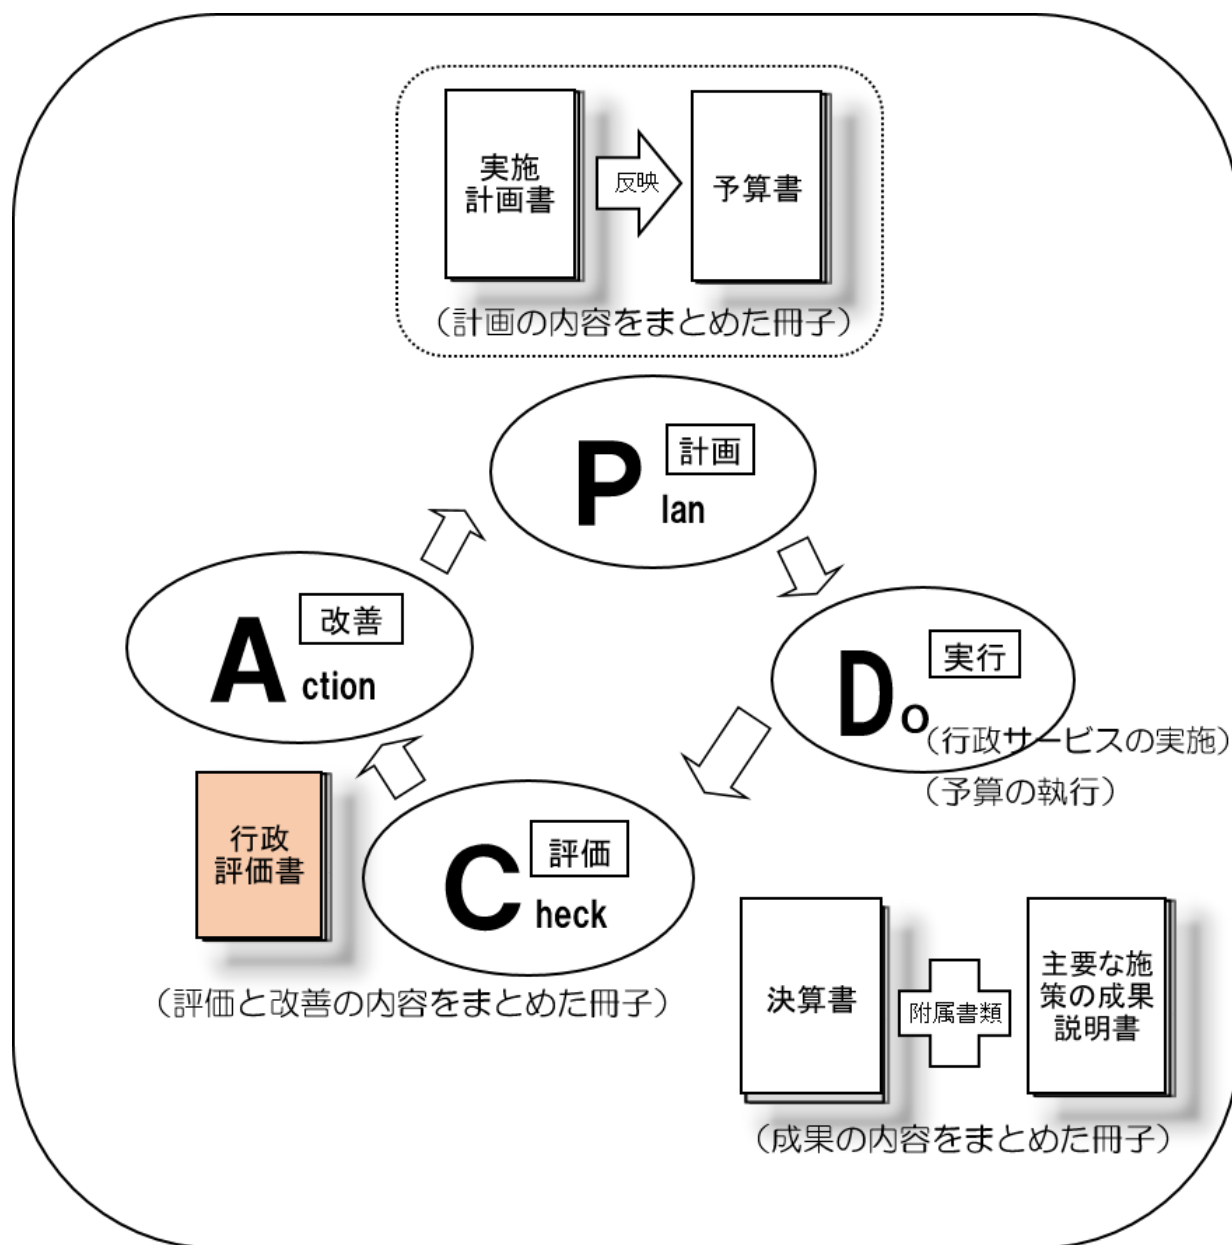 実施
計画書
反映
予算書
（計画の内容をまとめた冊子）
計画
Plan
改善
Action
実行
Do
（行政サービスの実施）
（予算の執行）
行政
評価書
評価
Check
（評価と改善の内容をまとめた冊子）
決算書
附属書類
主要な施
策の成果
説明書
（成果の内容をまとめた冊子）